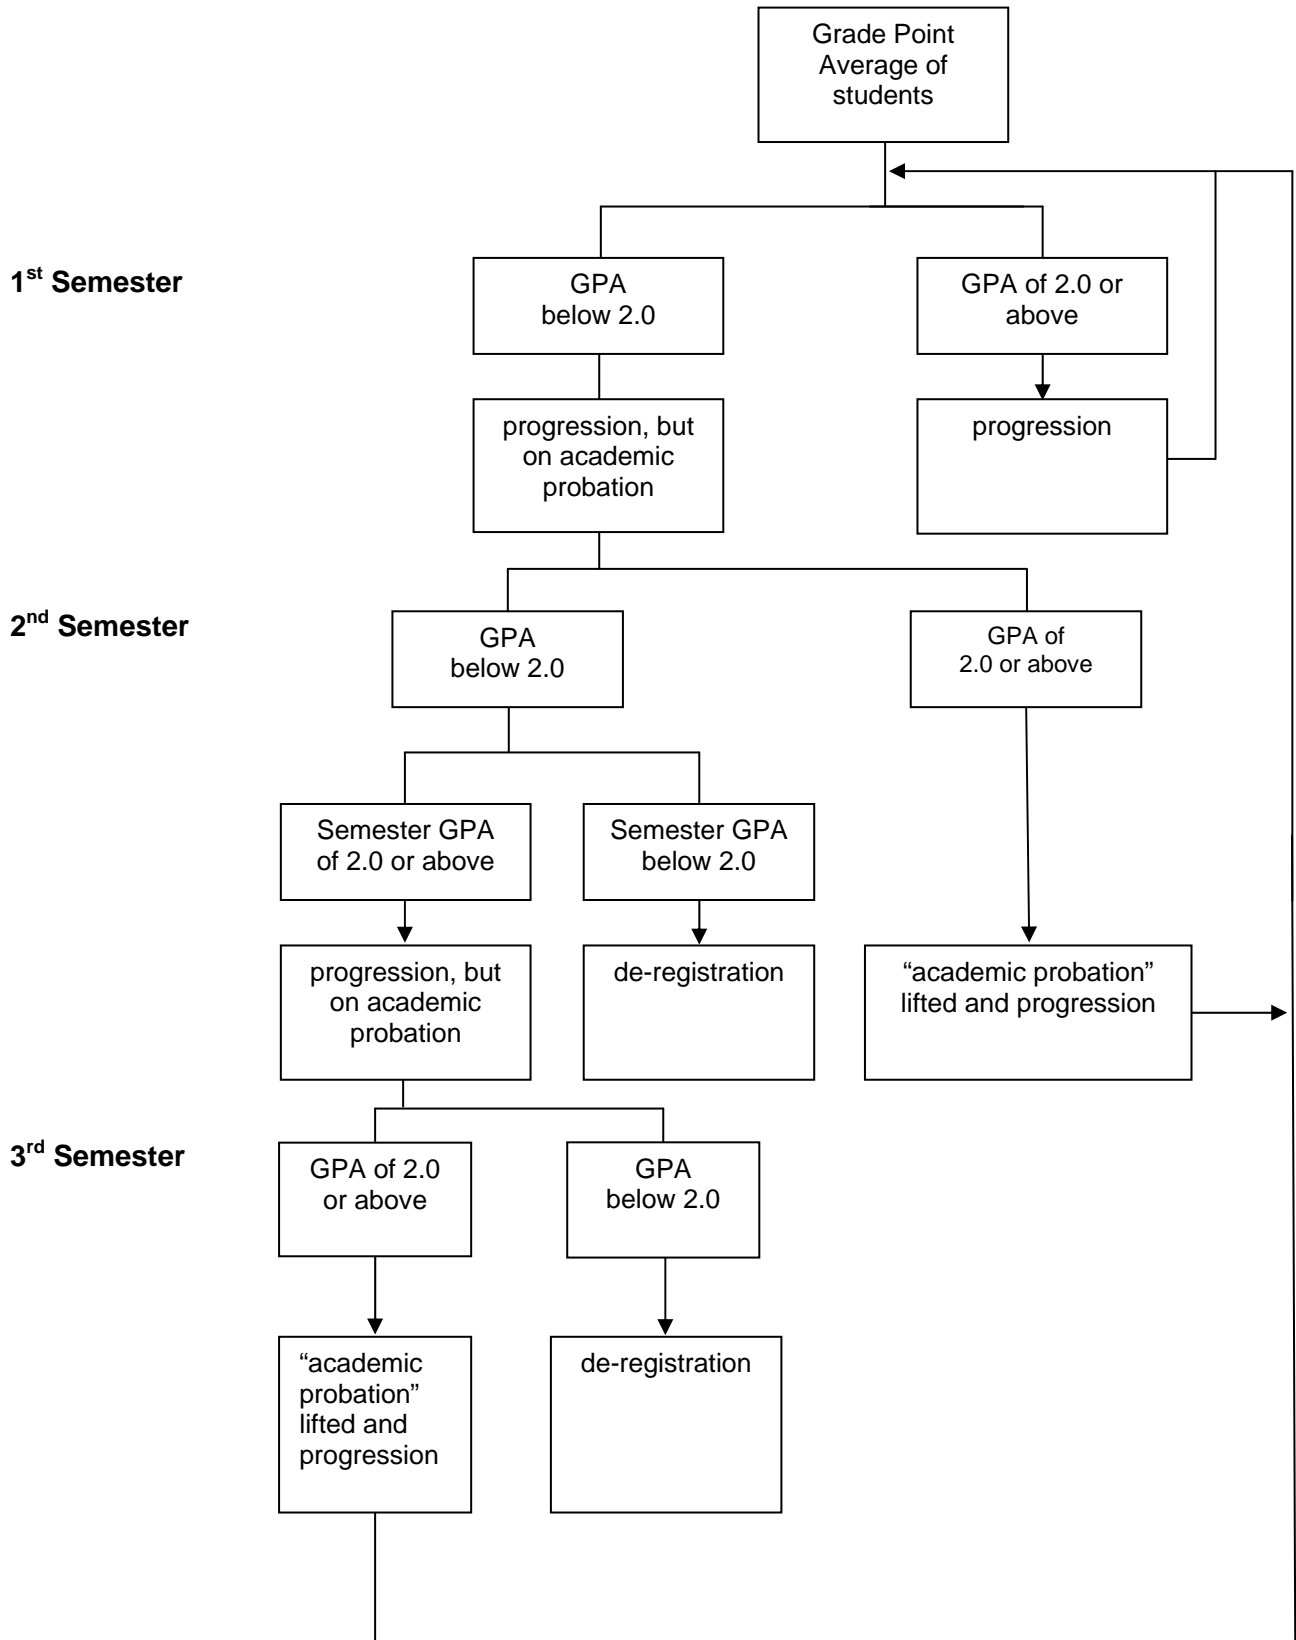 Grade Point
Average of
students
1st Semester
GPA
below 2.0
GPA of 2.0 or
above
progression, but
on academic
probation
progression
2nd Semester
GPA
below 2.0
GPA of
2.0 or above
Semester GPA
of 2.0 or above
Semester GPA
below 2.0
progression, but
on academic
probation
de-registration
“academic probation”
lifted and progression
3rd Semester
GPA of 2.0
or above
GPA
below 2.0
“academic
probation”
lifted and
progression
de-registration